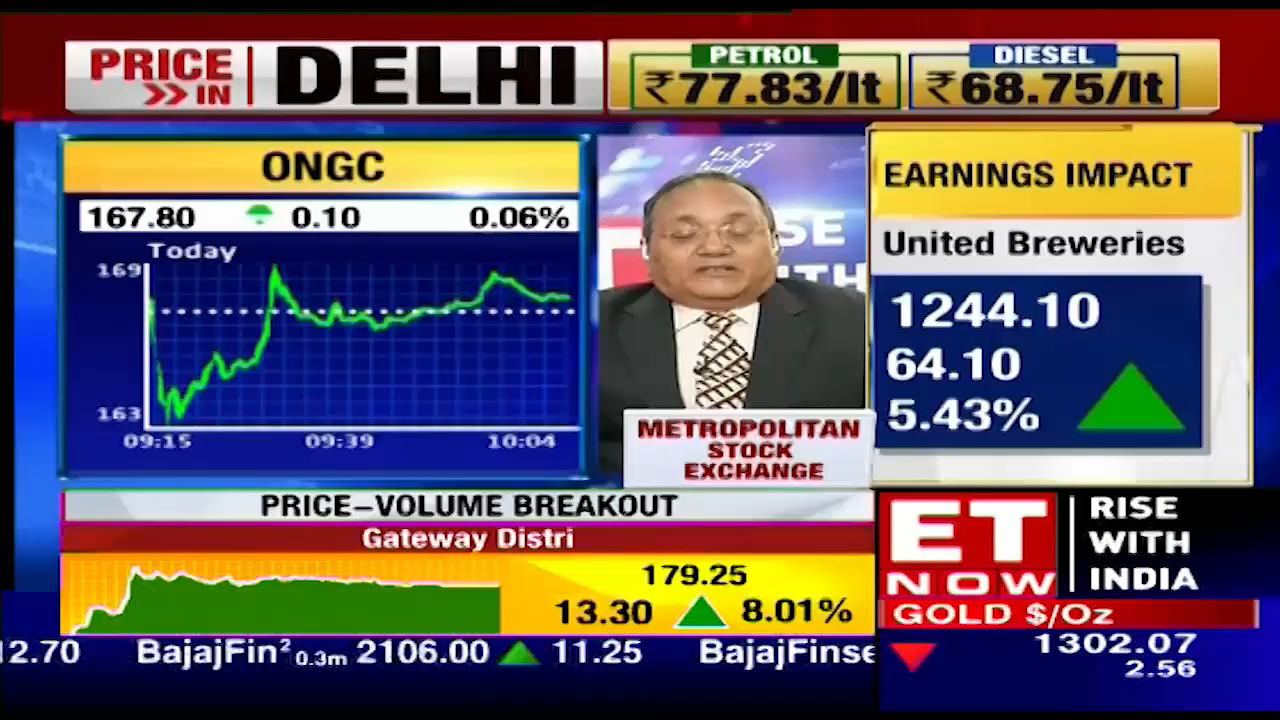 PRICE IN DELHI
PETROL
₹77.83/lt
DIESEL
₹68.75/lt
ONGC
167.80 0.10 0.06%
Today
169
163
09:15 09:39 10:04
SE
ITH
METROPOLITAN
STOCK
EXCHANGE
EARNINGS IMPACT
United Breweries
1244.10
64.10
5.43%
PRICE-VOLUME BREAKOUT
Gateway Distri
179.25
13.30 8.01%
ET
NOW
RISE
WITH
INDIA
GOLD $/Oz
1302.07
2.56
12.70 BajajFin² 0.3m 2106.00 11.25 BajajFinse